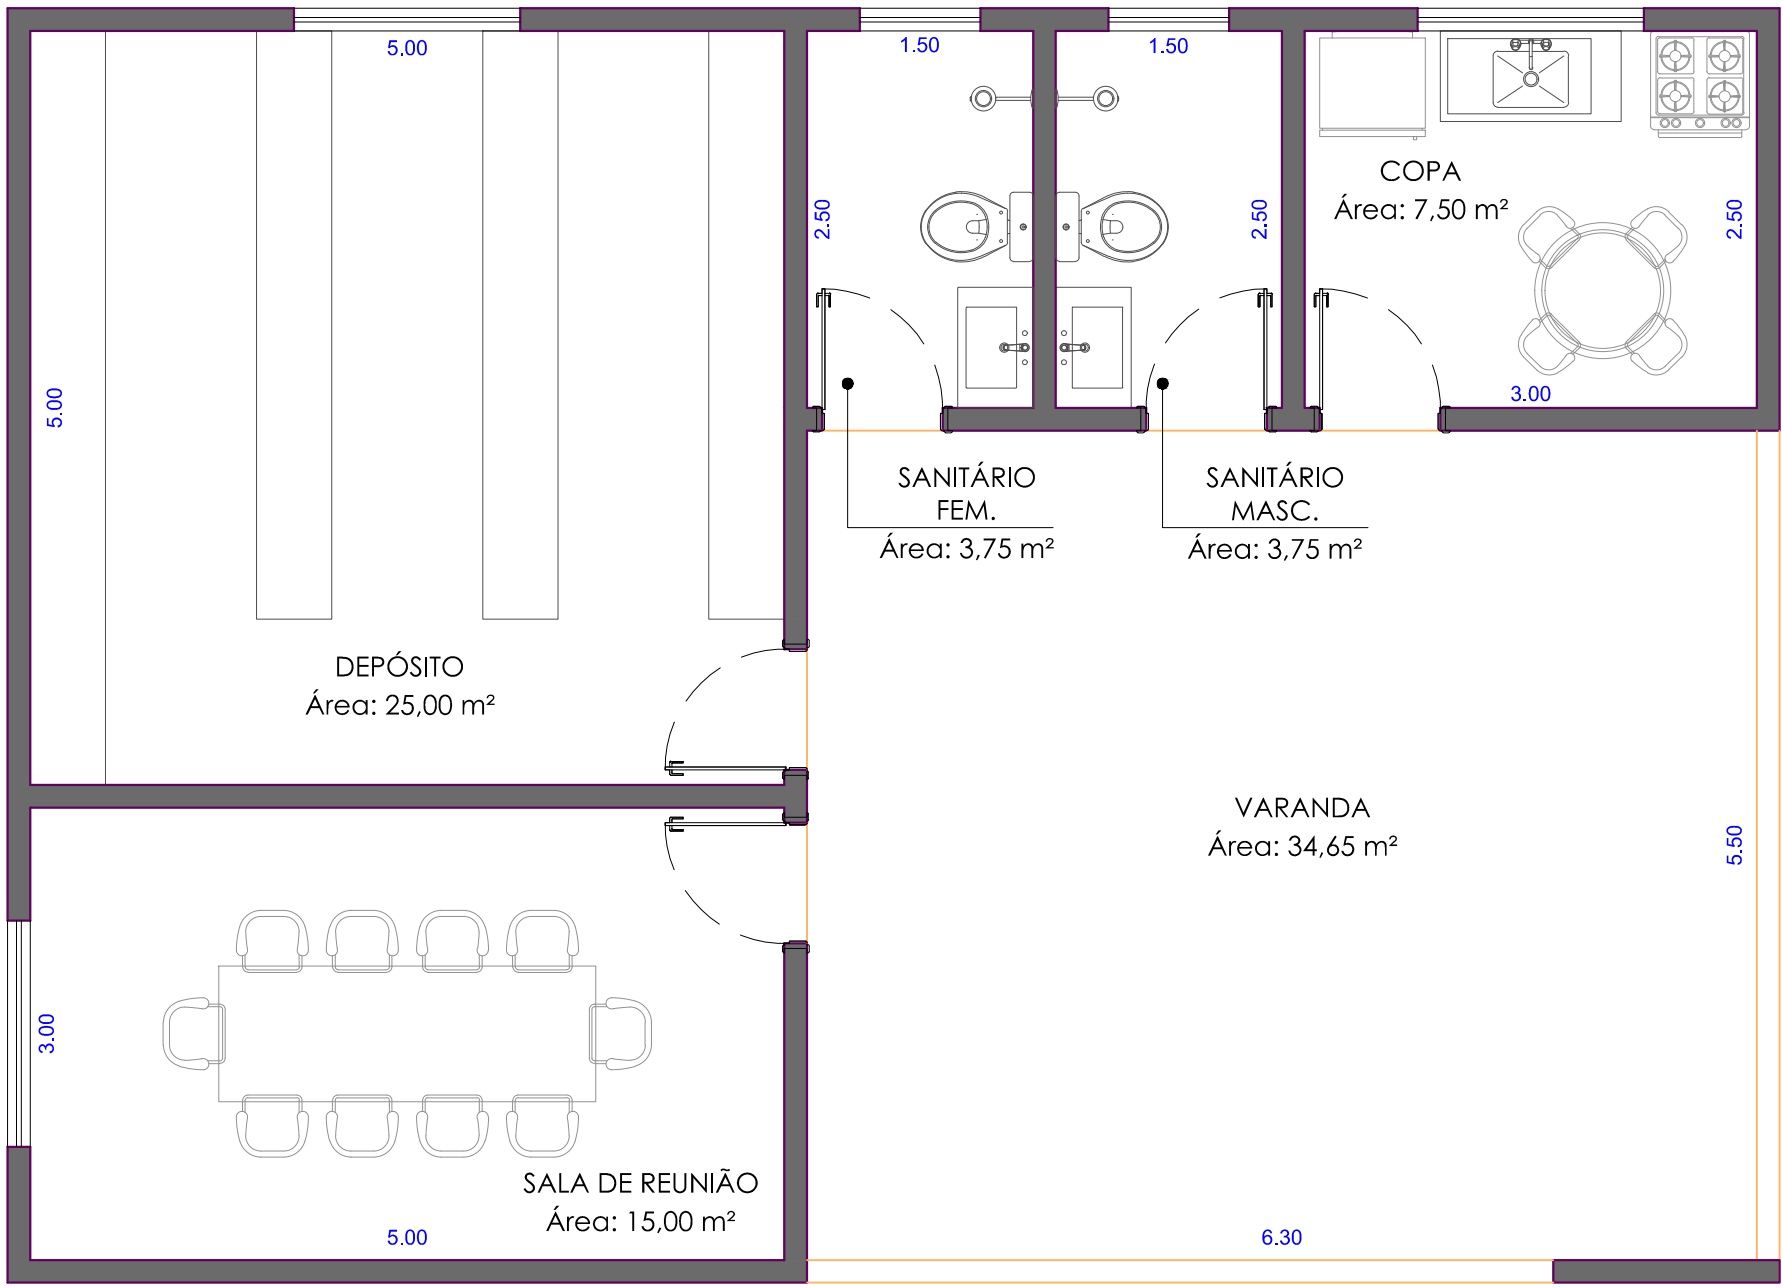 5.00
1.50
1.50
COPA
Área: 7,50 m²
2.50
2.50
2.50
5.00
3.00
SANITÁRIO
FEM.
Área: 3,75 m²
SANITÁRIO
MASC.
Área: 3,75 m²
DEPÓSITO
Área: 25,00 m²
VARANDA
Área: 34,65 m²
5.50
3.00
SALA DE REUNIÃO
Área: 15,00 m²
5.00
6.30